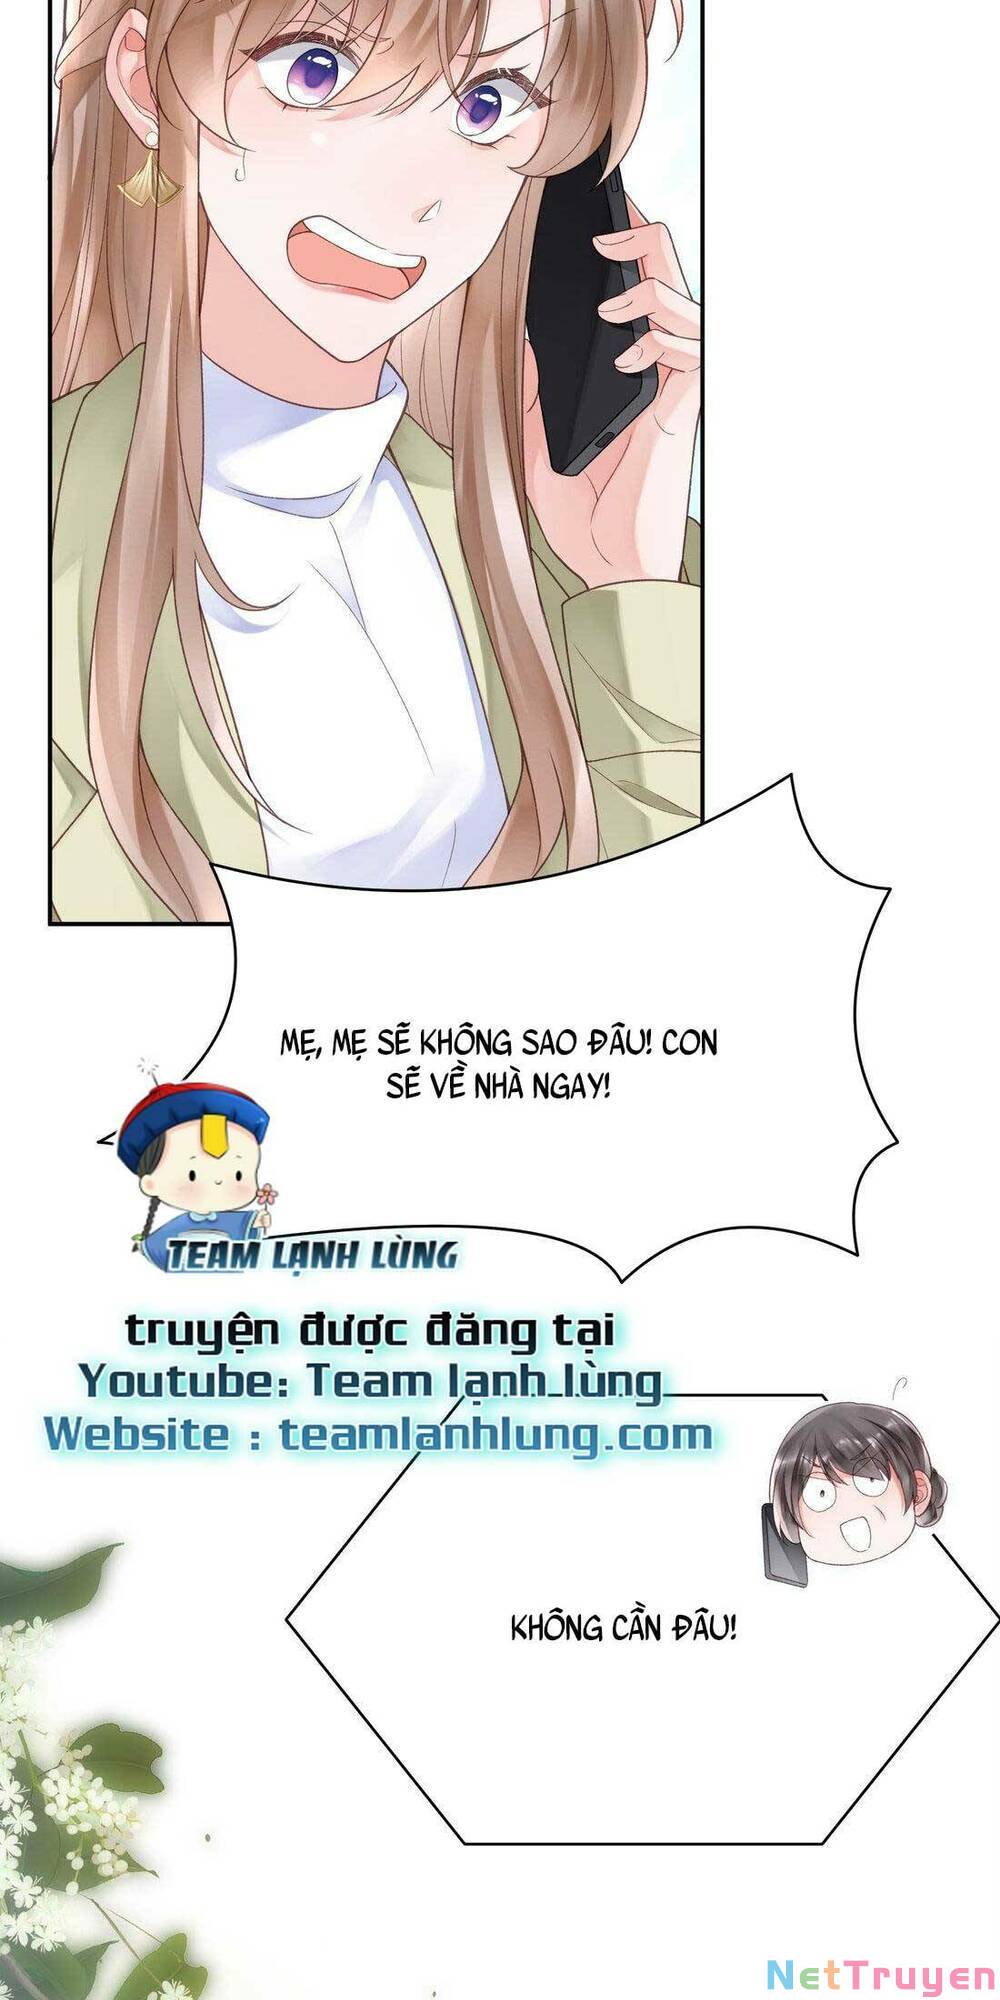 MẸ, MẸ SẼ KHÔNG SAO ĐÂU! CON
SẼ VỀ NHÀ NGAY!
TEAM LẠNH LÙNG
truyện được đăng tại
Youtube: Team lạnh lùng
Website : teamlanhlung.com
KHÔNG CẦN ĐÂU!
NetTruyen